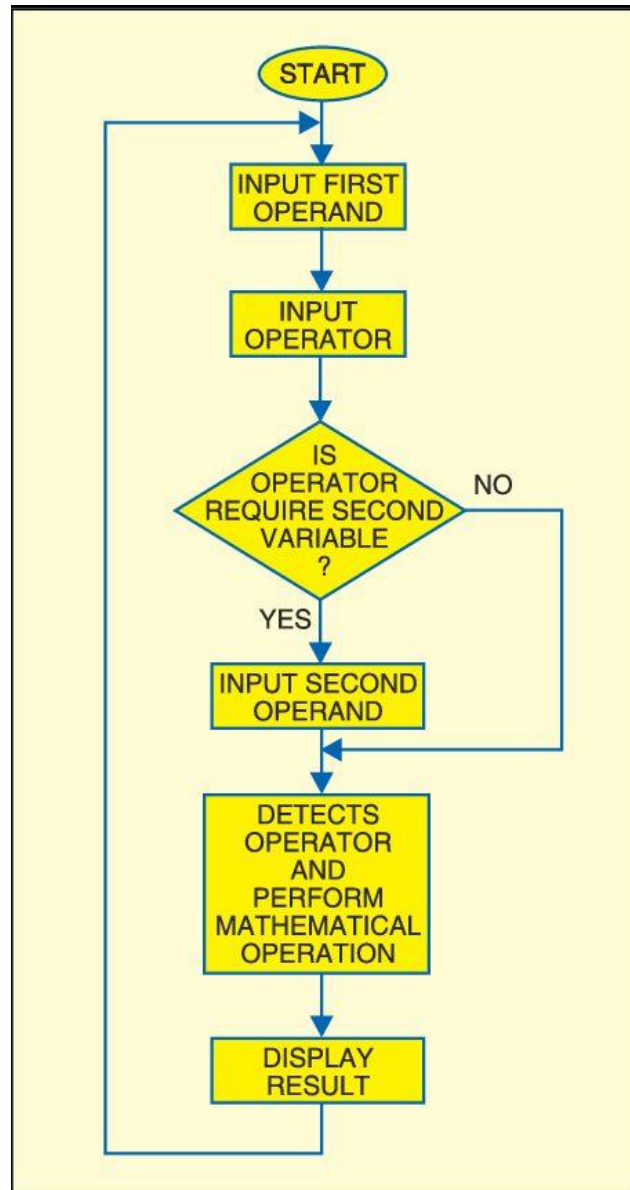 START
INPUT FIRST
OPERAND
INPUT
OPERATOR
IS
OPERATOR
REQUIRE SECOND
VARIABLE
?
NO
YES
INPUT SECOND
OPERAND
DETECTS
OPERATOR
AND
PERFORM
MATHEMATICAL
OPERATION
DISPLAY
RESULT